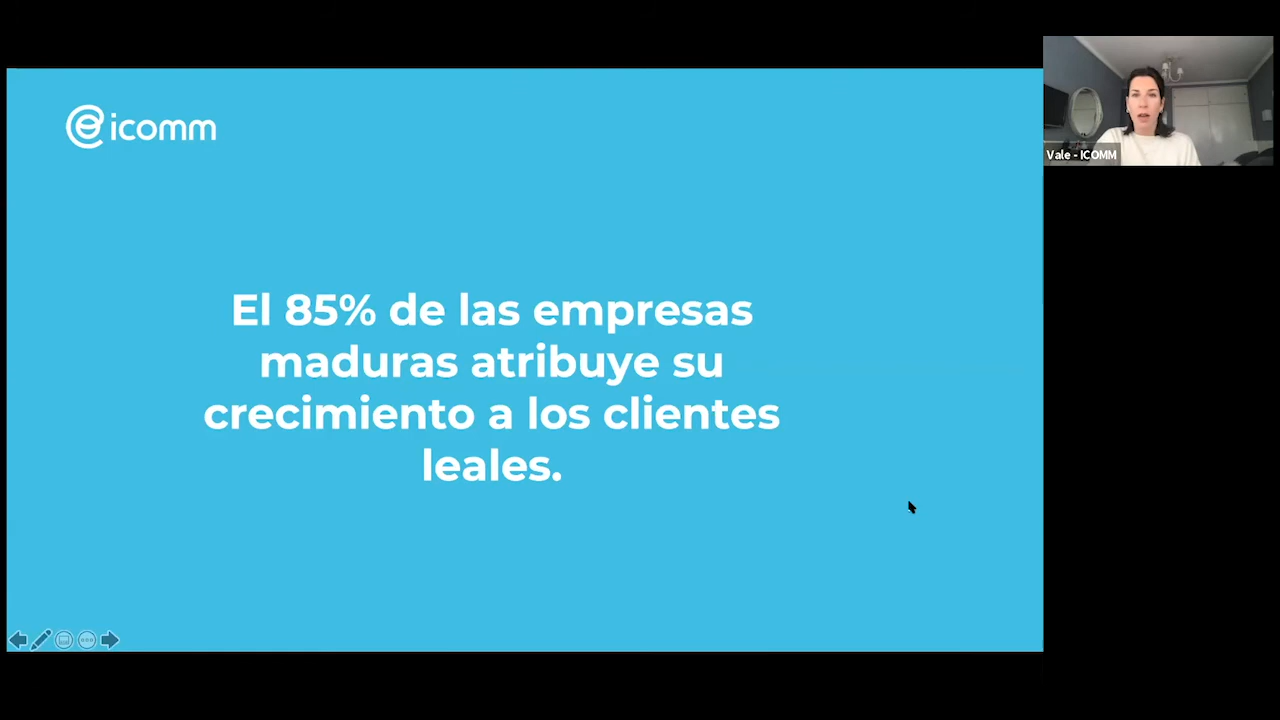 icomm
El 85% de las empresas
maduras atribuye su
crecimiento a los clientes
leales.
Vale - ICOMM